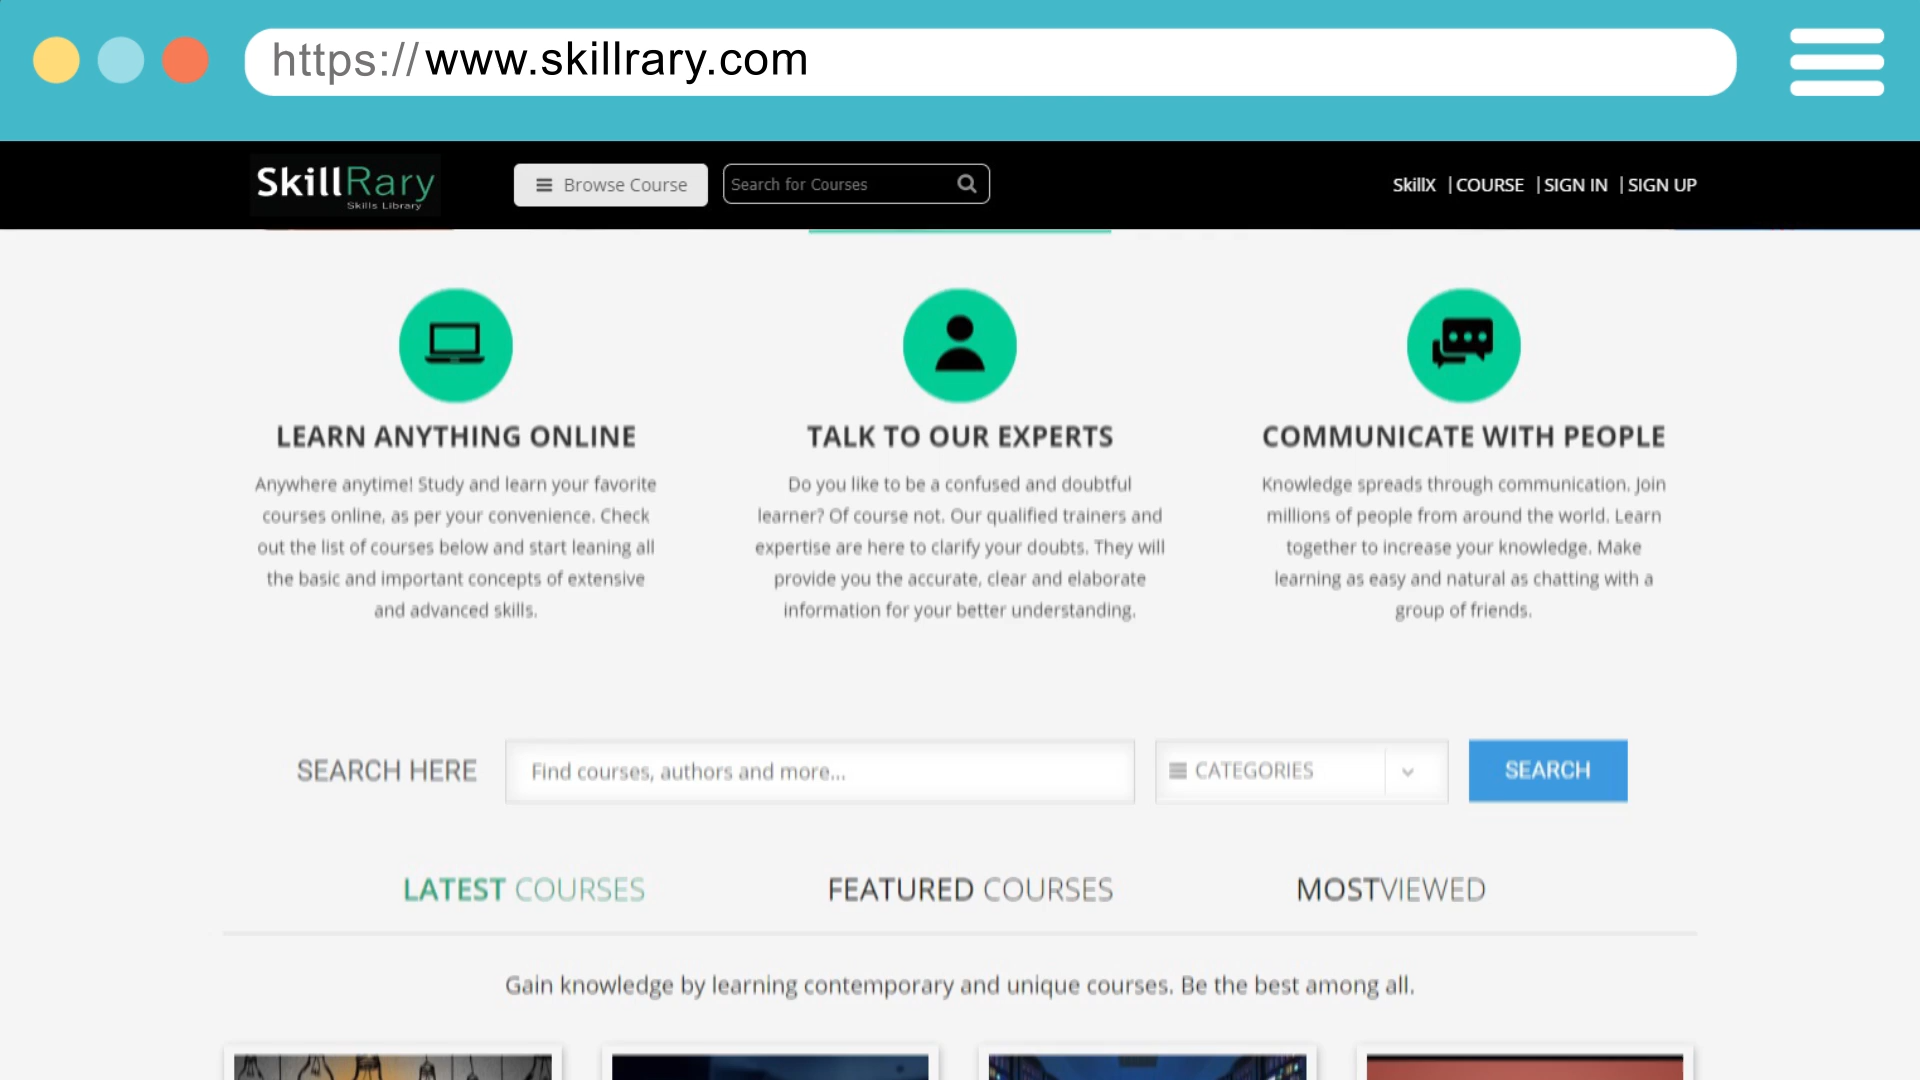 https://www.skillrary.com
SkillRary
Skills Library
Browse Course
Search for Courses
SkillX | COURSE | SIGN IN | SIGN UP
LEARN ANYTHING ONLINE
Anywhere anytime! Study and learn your favorite
courses online, as per your convenience. Check
out the list of courses below and start leaning all
the basic and important concepts of extensive
and advanced skills.
TALK TO OUR EXPERTS
Do you like to be a confused and doubtful
learner? Of course not. Our qualified trainers and
expertise are here to clarify your doubts. They will
provide you the accurate, clear and elaborate
information for your better understanding.
COMMUNICATE WITH PEOPLE
Knowledge spreads through communication. Join
millions of people from around the world. Learn
together to increase your knowledge. Make
learning as easy and natural as chatting with a
group of friends.
SEARCH HERE
Find courses, authors and more...
CATEGORIES
SEARCH
LATEST COURSES
FEATURED COURSES
MOSTVIEWED
Gain knowledge by learning contemporary and unique courses. Be the best among all.